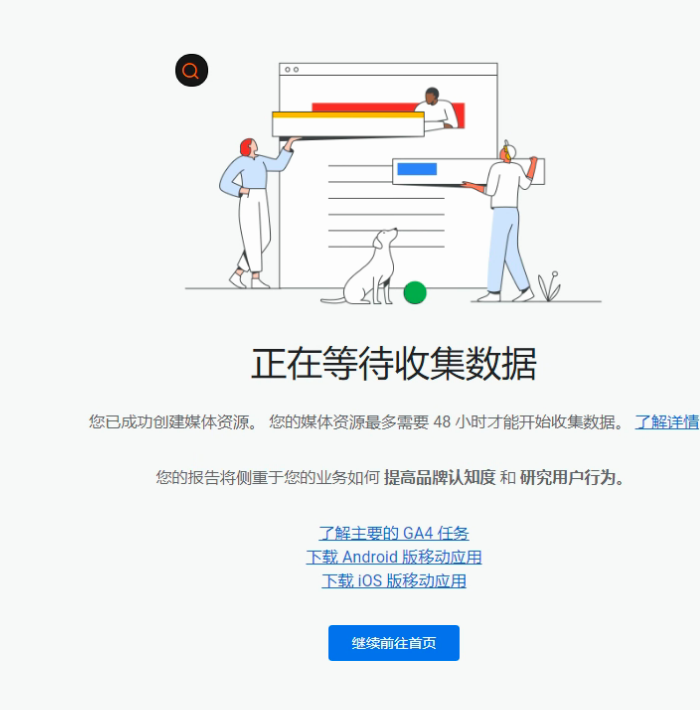 正在等待收集数据
您已成功创建媒体资源。 您的媒体资源最多需要 48 小时才能开始收集数据。 了解详情
您的报告将侧重于您的业务如何 提高品牌认知度 和 研究用户行为。
了解主要的 GA4 任务
下载 Android 版移动应用
下载 iOS 版移动应用
继续前往首页